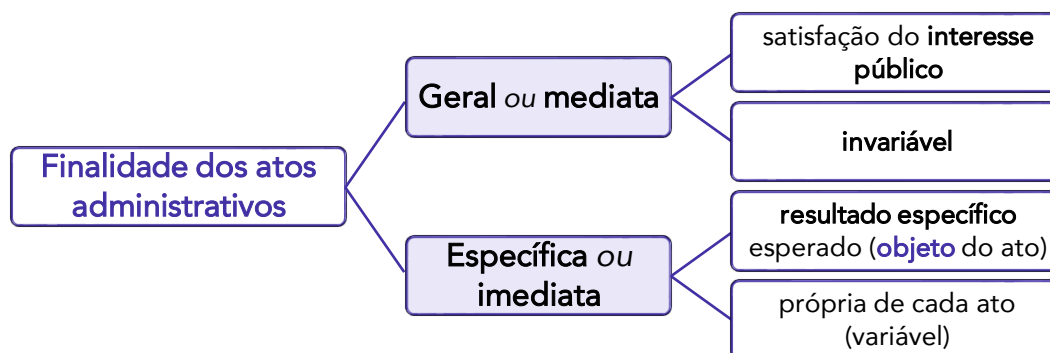 Finalidade dos atos
administrativos
Geral ou mediata
satisfação do interesse
público
invariável
Específica ou
imediata
resultado específico
esperado (objeto do ato)
própria de cada ato
(variável)